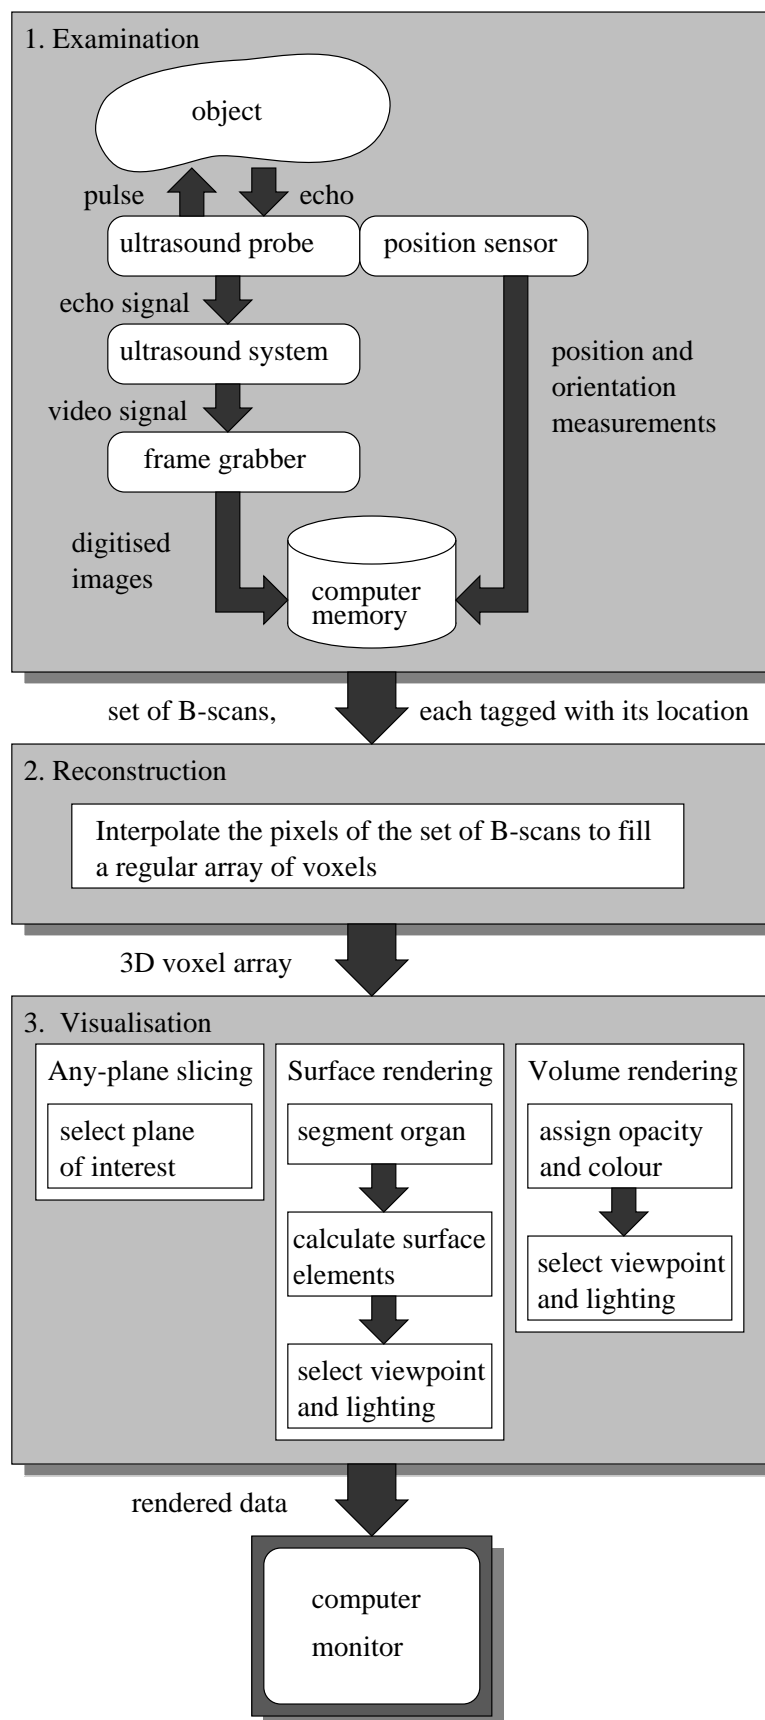 1. Examination
object
pulse
echo
ultrasound probe
position sensor
echo signal
ultrasound system
position and
orientation
measurements
video signal
frame grabber
digitised
images
computer
memory
set of B-scans,
each tagged with its location
2. Reconstruction
Interpolate the pixels of the set of B-scans to fill
a regular array of voxels
3D voxel array
3. Visualisation
Any-plane slicing
select plane
of interest
Surface rendering
segment organ
calculate surface
elements
select viewpoint
and lighting
Volume rendering
assign opacity
and colour
select viewpoint
and lighting
rendered data
computer
monitor